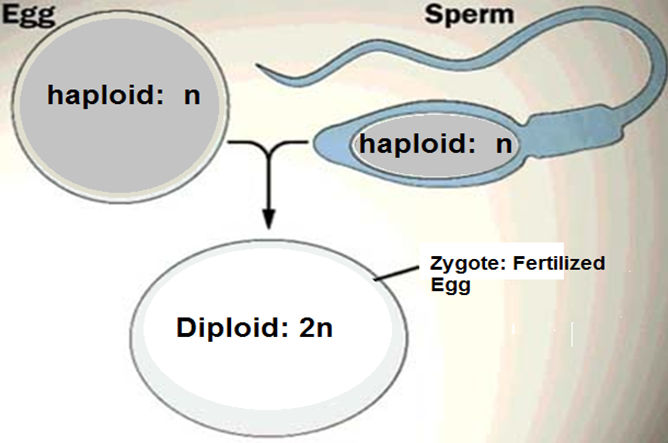 Egg
Sperm
haploid:  n
haploid:  n
Zygote: Fertilized
Egg
Diploid: 2n